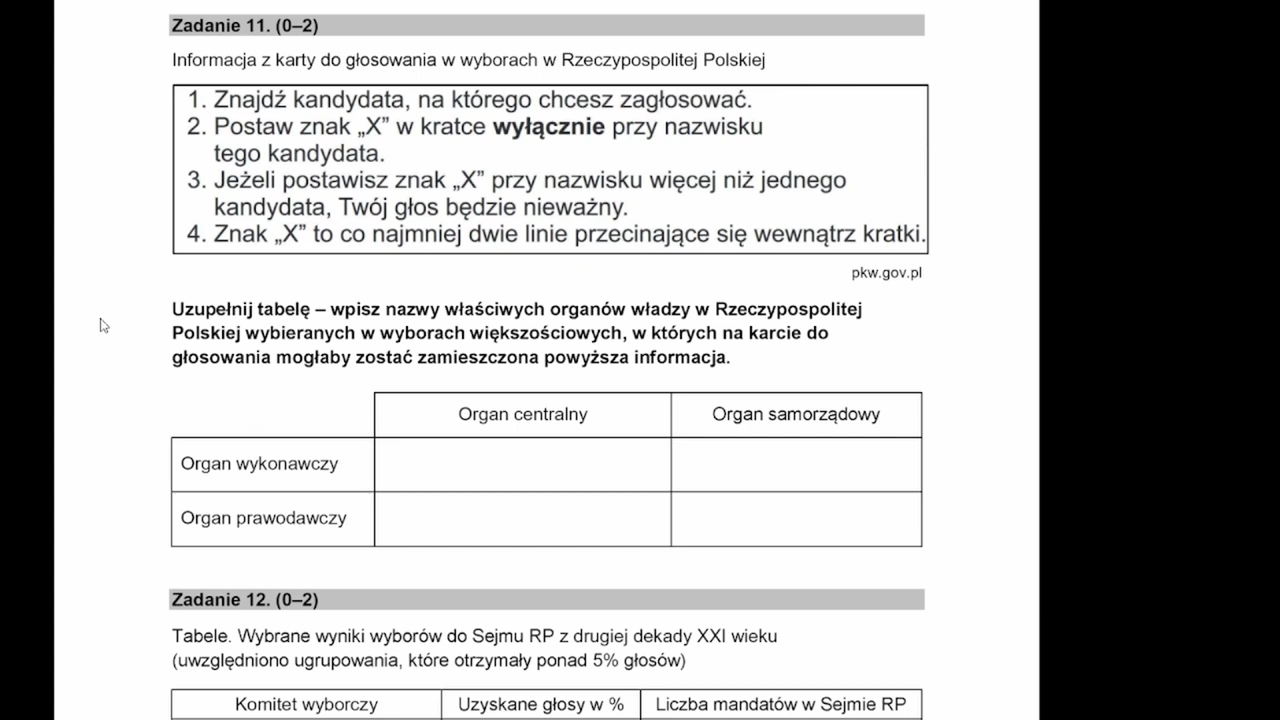 Zadanie 11. (0–2)
Informacja z karty do głosowania w wyborach w Rzeczypospolitej Polskiej
1. Znajdź kandydata, na którego chcesz zagłosować.
2. Postaw znak „X” w kratce wyłącznie przy nazwisku
tego kandydata.
3. Jeżeli postawisz znak „X” przy nazwisku więcej niż jednego
kandydata, Twój głos będzie nieważny.
4. Znak „X” to co najmniej dwie linie przecinające się wewnątrz kratki.
pkw.gov.pl
Uzupełnij tabelę – wpisz nazwy właściwych organów władzy w Rzeczypospolitej
Polskiej wybieranych w wyborach większościowych, w których na karcie do
głosowania mogłaby zostać zamieszczona powyższa informacja.
Organ centralny Organ samorządowy
Organ wykonawczy
Organ prawodawczy
Zadanie 12. (0–2)
Tabele. Wybrane wyniki wyborów do Sejmu RP z drugiej dekady XXI wieku
(uwzględniono ugrupowania, które otrzymały ponad 5% głosów)
Komitet wyborczy Uzyskane głosy w % Liczba mandatów w Sejmie RP